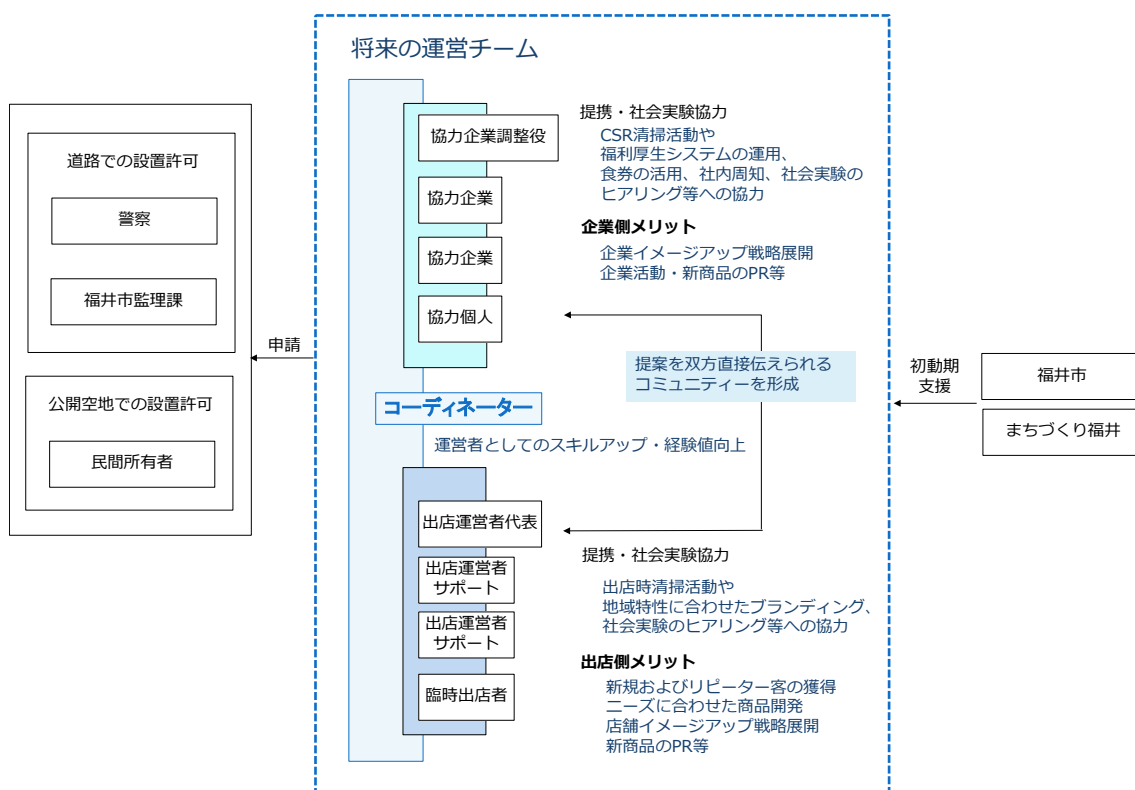 将来の運営チーム
道路での設置許可
警察
福井市監理課
公開空地での設置許可
民間所有者
申請
協力企業調整役
協力企業
協力企業
協力個人
提携・社会実験協力
CSR清掃活動や
福利厚生システムの運用、
食券の活用、社内周知、社会実験の
ヒアリング等への協力
企業側メリット
企業イメージアップ戦略展開
企業活動・新商品のPR等
提案を双方直接伝えられる
コミュニティーを形成
コーディネーター
運営者としてのスキルアップ・経験値向上
出店運営者代表
出店運営者
サポート
出店運営者
サポート
臨時出店者
提携・社会実験協力
出店時清掃活動や
地域特性に合わせたブランディング、
社会実験のヒアリング等への協力
出店側メリット
新規およびリピーター客の獲得
ニーズに合わせた商品開発
店舗イメージアップ戦略展開
新商品のPR等
初動期
支援
福井市
まちづくり福井